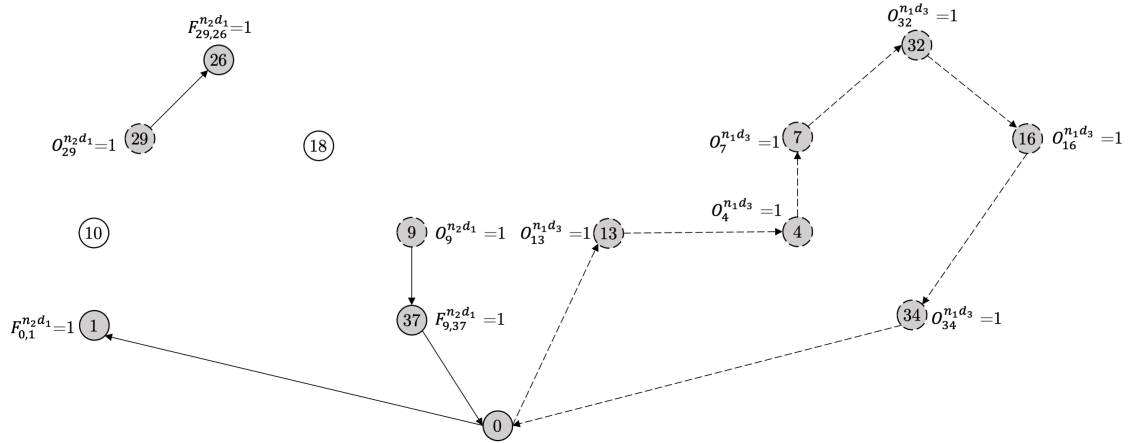 F_{29,26}^{n_2d_1}=1
O_{32}^{n_1d_3} =1
26
32
O_{29}^{n_2d_1}=1
29
18
O_7^{n_1d_3} =1
7
16
O_{16}^{n_1d_3} =1
10
9
O_9^{n_2d_1} =1
O_{13}^{n_1d_3} =1
13
O_4^{n_1d_3} =1
4
F_{0,1}^{n_2d_1}=1
1
37
F_{9,37}^{n_2d_1} =1
34
O_{34}^{n_1d_3} =1
0